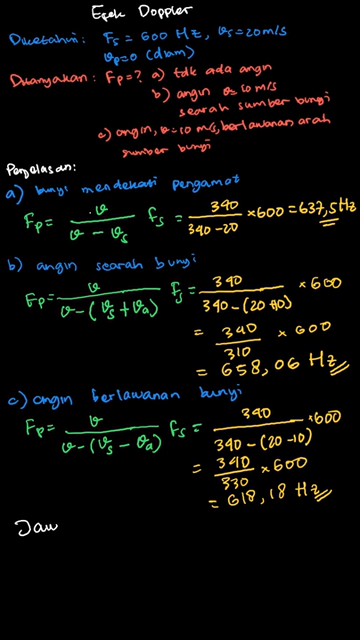 Efek Doppler
Diketahui: Fs = 600 Hz, vs = 20 m/s
vp = 0 (diam)
Ditanyakan: Fp = ? a) tdk ada angin
b) angin v = 10 m/s
searah sumber bunyi
c) angin, v = 10 m/s, berlawanan arah
sumber bunyi
Penjelasan:
a) bunyi mendekati pengamat
Fp = v / (v - vs) fs = 340 / (340 - 20) × 600 = 637,5 Hz
b) angin searah bunyi
Fp = v / (v - (vs + va)) fs = 340 / (340 - (20+10)) × 600
= 340 / 310 × 600
= 658,06 Hz
c) angin berlawanan bunyi
Fp = v / (v - (vs - va)) fs = 340 / (340 - (20 - 10)) × 600
= 340 / 330 × 600
= 618,18 Hz
Jaw